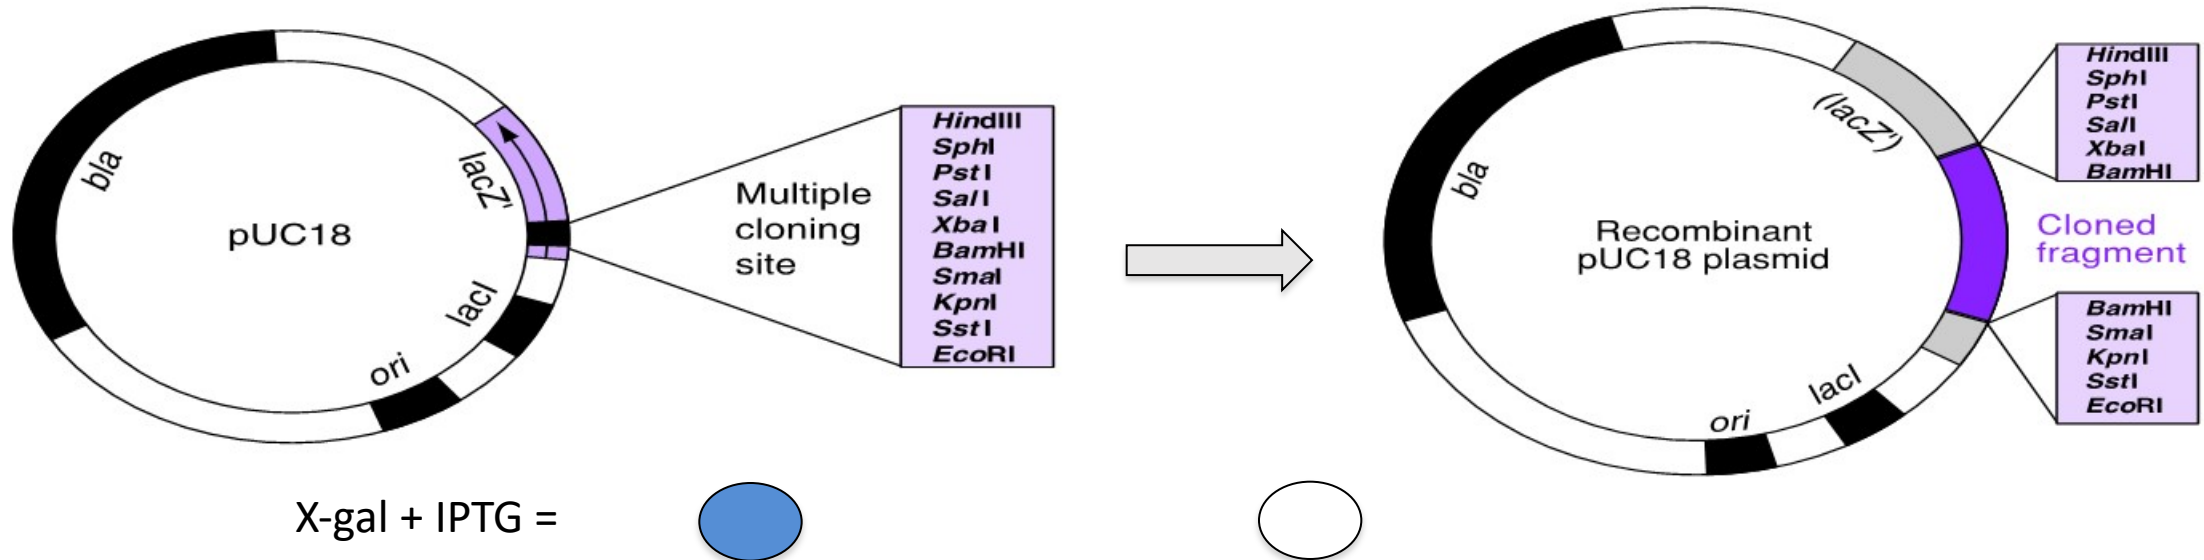 bla
pUC18
lacZ'
lacI
ori
Multiple
cloning
site
HindIII
SphI
PstI
SalI
XbaI
BamHI
SmaI
KpnI
SstI
EcoRI
bla
(lacZ')
Recombinant
pUC18 plasmid
lacI
ori
HindIII
SphI
PstI
SalI
XbaI
BamHI
Cloned
fragment
BamHI
SmaI
KpnI
SstI
EcoRI
X-gal + IPTG =